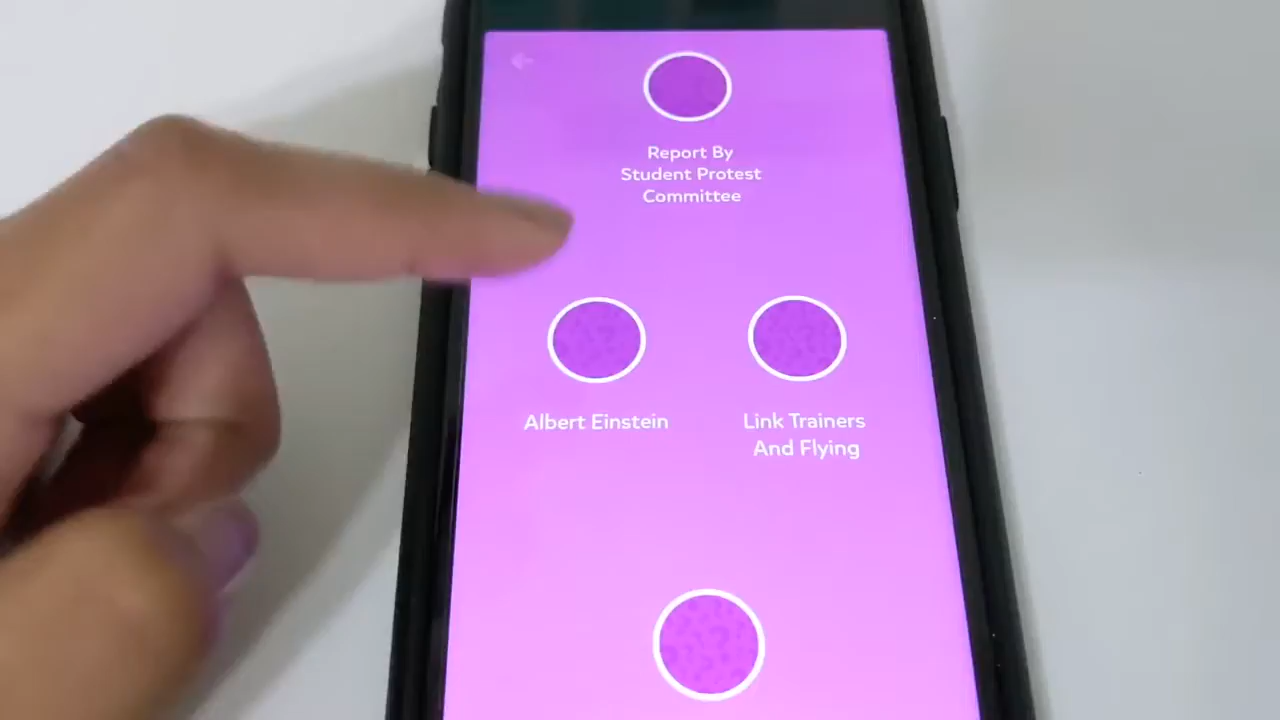 Report By
Student Protest
Committee
Albert Einstein
Link Trainers
And Flying